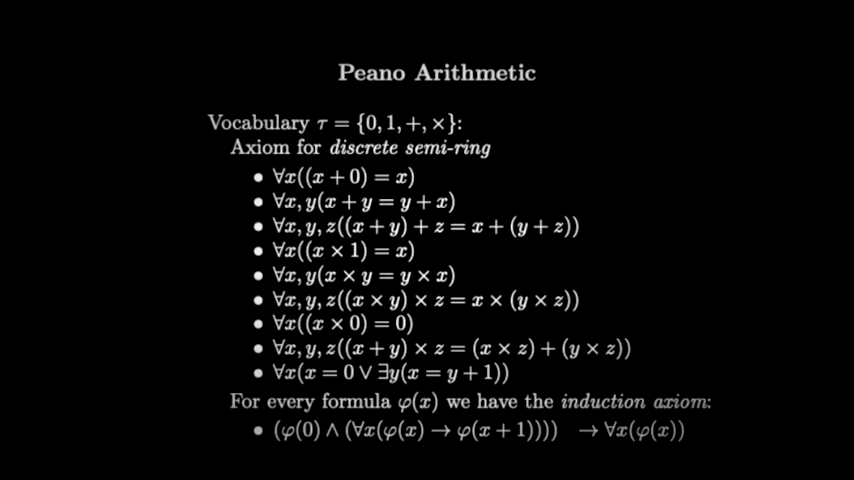 Peano Arithmetic
Vocabulary τ = {0, 1, +, ×}:
Axiom for discrete semi-ring
• ∀x((x + 0) = x)
• ∀x, y(x + y = y + x)
• ∀x, y, z((x + y) + z = x + (y + z))
• ∀x((x × 1) = x)
• ∀x, y(x × y = y × x)
• ∀x, y, z((x × y) × z = x × (y × z))
• ∀x((x × 0) = 0)
• ∀x, y, z((x + y) × z = (x × z) + (y × z))
• ∀x(x = 0 ∨ ∃y(x = y + 1))
For every formula φ(x) we have the induction axiom:
• (φ(0) ∧ (∀x(φ(x) → φ(x + 1)))) → ∀x(φ(x))